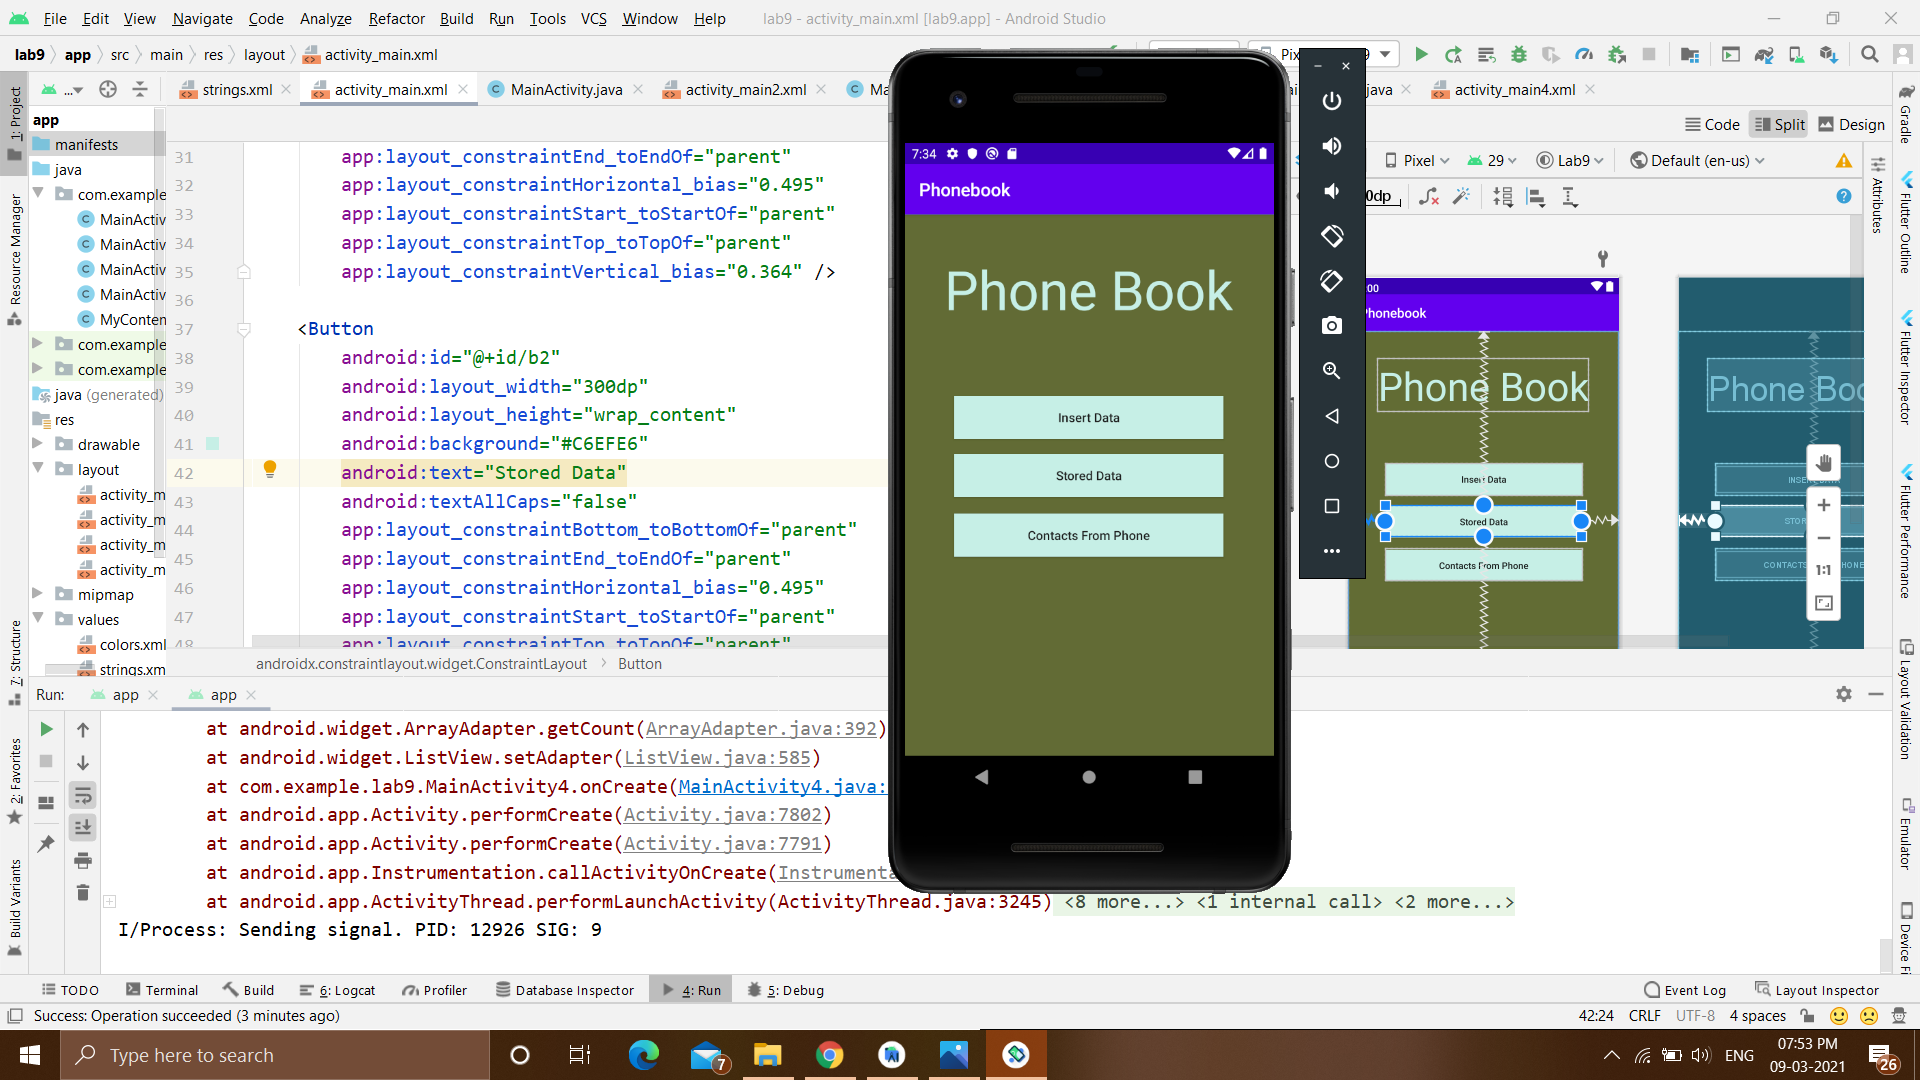 File Edit View Navigate Code Analyze Refactor Build Run Tools VCS Window Help lab9 - activity_main.xml [lab9.app] - Android Studio
lab9 app src main res layout activity_main.xml
strings.xml activity_main.xml MainActivity.java activity_main2.xml activity_main4.xml
Code Split Design
Pixel 29 Lab9 Default (en-us)
app
manifests
java
com.example
MainActiv
MainActiv
MainActiv
MainActiv
MyConten
com.example
com.example
java (generated)
res
drawable
layout
activity_m
activity_m
activity_m
activity_m
mipmap
values
colors.xml
strings.xm
31 app:layout_constraintEnd_toEndOf="parent"
32 app:layout_constraintHorizontal_bias="0.495"
33 app:layout_constraintStart_toStartOf="parent"
34 app:layout_constraintTop_toTopOf="parent"
35 app:layout_constraintVertical_bias="0.364" />
36
37 <Button
38 android:id="@+id/b2"
39 android:layout_width="300dp"
40 android:layout_height="wrap_content"
41 android:background="#C6EFE6"
42 android:text="Stored Data"
43 android:textAllCaps="false"
44 app:layout_constraintBottom_toBottomOf="parent"
45 app:layout_constraintEnd_toEndOf="parent
46 app:layout_constraintHorizontal_bias="0.495"
47 app:layout_constraintStart_toStartOf="parent"
48 app:layout_constraintTop_toTopOf="parent"
androidx.constraintlayout.widget.ConstraintLayout Button
7:34
Phonebook
Phone Book
Insert Data
Stored Data
Contacts From Phone
Phonebook
Phone Book
Insert Data
Stored Data
Contacts From Phone
1:1
1: Project
Resource Manager
7: Structure
2: Favorites
Build Variants
Gradle
Attributes
Flutter Outline
Flutter Inspector
Flutter Performance
Layout Validation
Emulator
Device Fi
Run: app app
at android.widget.ArrayAdapter.getCount(ArrayAdapter.java:392)
at android.widget.ListView.setAdapter(ListView.java:585)
at com.example.lab9.MainActivity4.onCreate(MainActivity4.java:
at android.app.Activity.performCreate(Activity.java:7802)
at android.app.Activity.performCreate(Activity.java:7791)
at android.app.Instrumentation.callActivityOnCreate(Instrumenta
at android.app.ActivityThread.performLaunchActivity(ActivityThread.java:3245) <8 more...> <1 internal call> <2 more...>
I/Process: Sending signal. PID: 12926 SIG: 9
TODO Terminal Build 6: Logcat Profiler Database Inspector 4: Run 5: Debug Event Log Layout Inspector
Success: Operation succeeded (3 minutes ago) 42:24 CRLF UTF-8 4 spaces
Type here to search 7 ENG 07:53 PM
09-03-2021 26